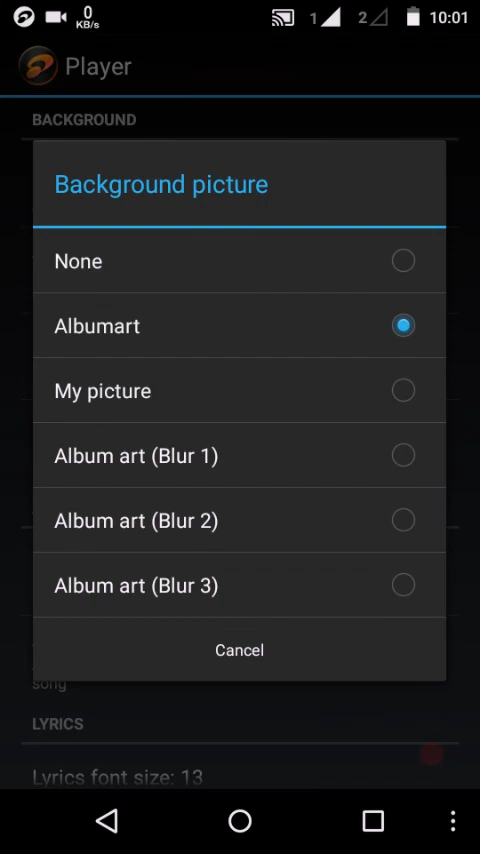 0
KB/s
1
2
10:01
Player
BACKGROUND
Background picture
None
Albumart
My picture
Album art (Blur 1)
Album art (Blur 2)
Album art (Blur 3)
Cancel
song
LYRICS
Lyrics font size: 13